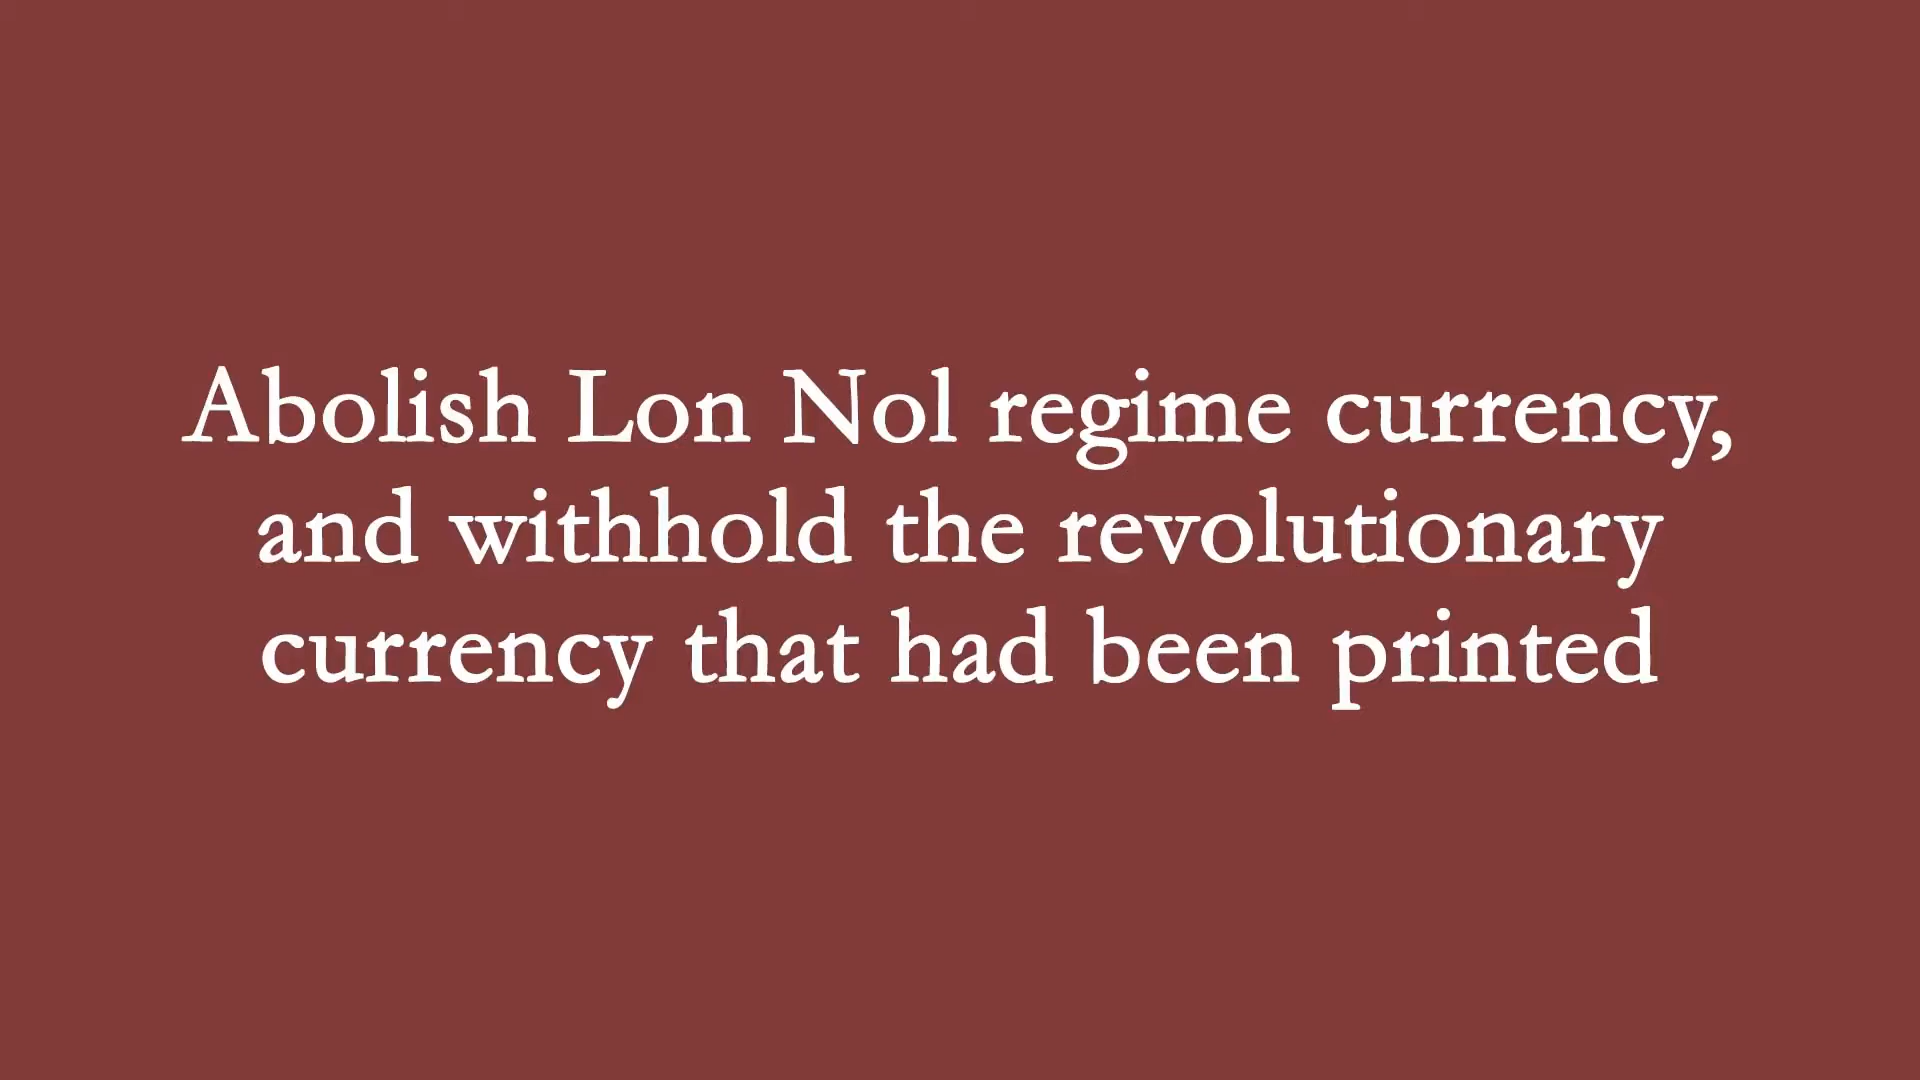 Abolish Lon Nol regime currency,
and withhold the revolutionary
currency that had been printed